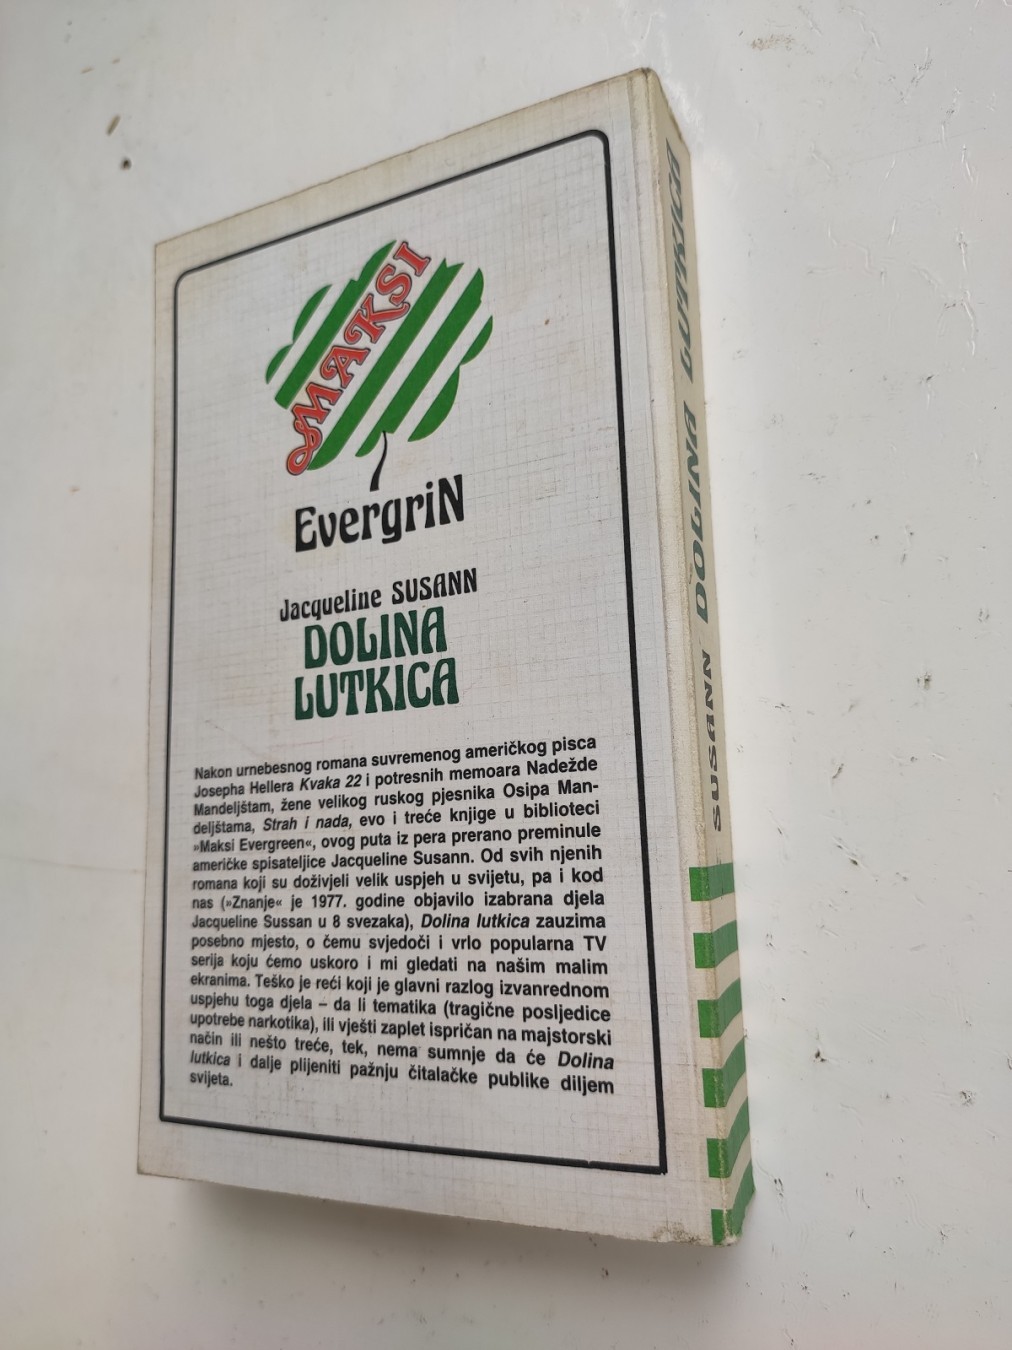 MAKSI
EvergriN
Jacqueline SUSANN
DOLINA
LUTKICA
Nakon urnebesnog romana suvremenog američkog pisca
Josepha Hellera Kvaka 22 i potresnih memoara Nadežde
Mandeljštam, žene velikog ruskog pjesnika Osipa Man-
deljštama, Strah i nada, evo i treće knjige u biblioteci
»Maksi Evergreen«, ovog puta iz pera prerano preminule
američke spisateljice Jacqueline Susann. Od svih njenih
romana koji su doživjeli velik uspjeh u svijetu, pa i kod
nas (»Znanje« je 1977. godine objavilo izabrana djela
Jacqueline Sussan u 8 svezaka), Dolina lutkica zauzima
posebno mjesto, o čemu svjedoči i vrlo popularna TV
serija koju ćemo uskoro i mi gledati na našim malim
ekranima. Teško je reći koji je glavni razlog izvanrednom
uspjehu toga djela – da li tematika (tragične posljedice
upotrebe narkotika), ili vješti zaplet ispričan na majstorski
način ili nešto treće, tek, nema sumnje da će Dolina
lutkica i dalje plijeniti pažnju čitalačke publike diljem
svijeta.
SUSANN DOLINA LUTKICA